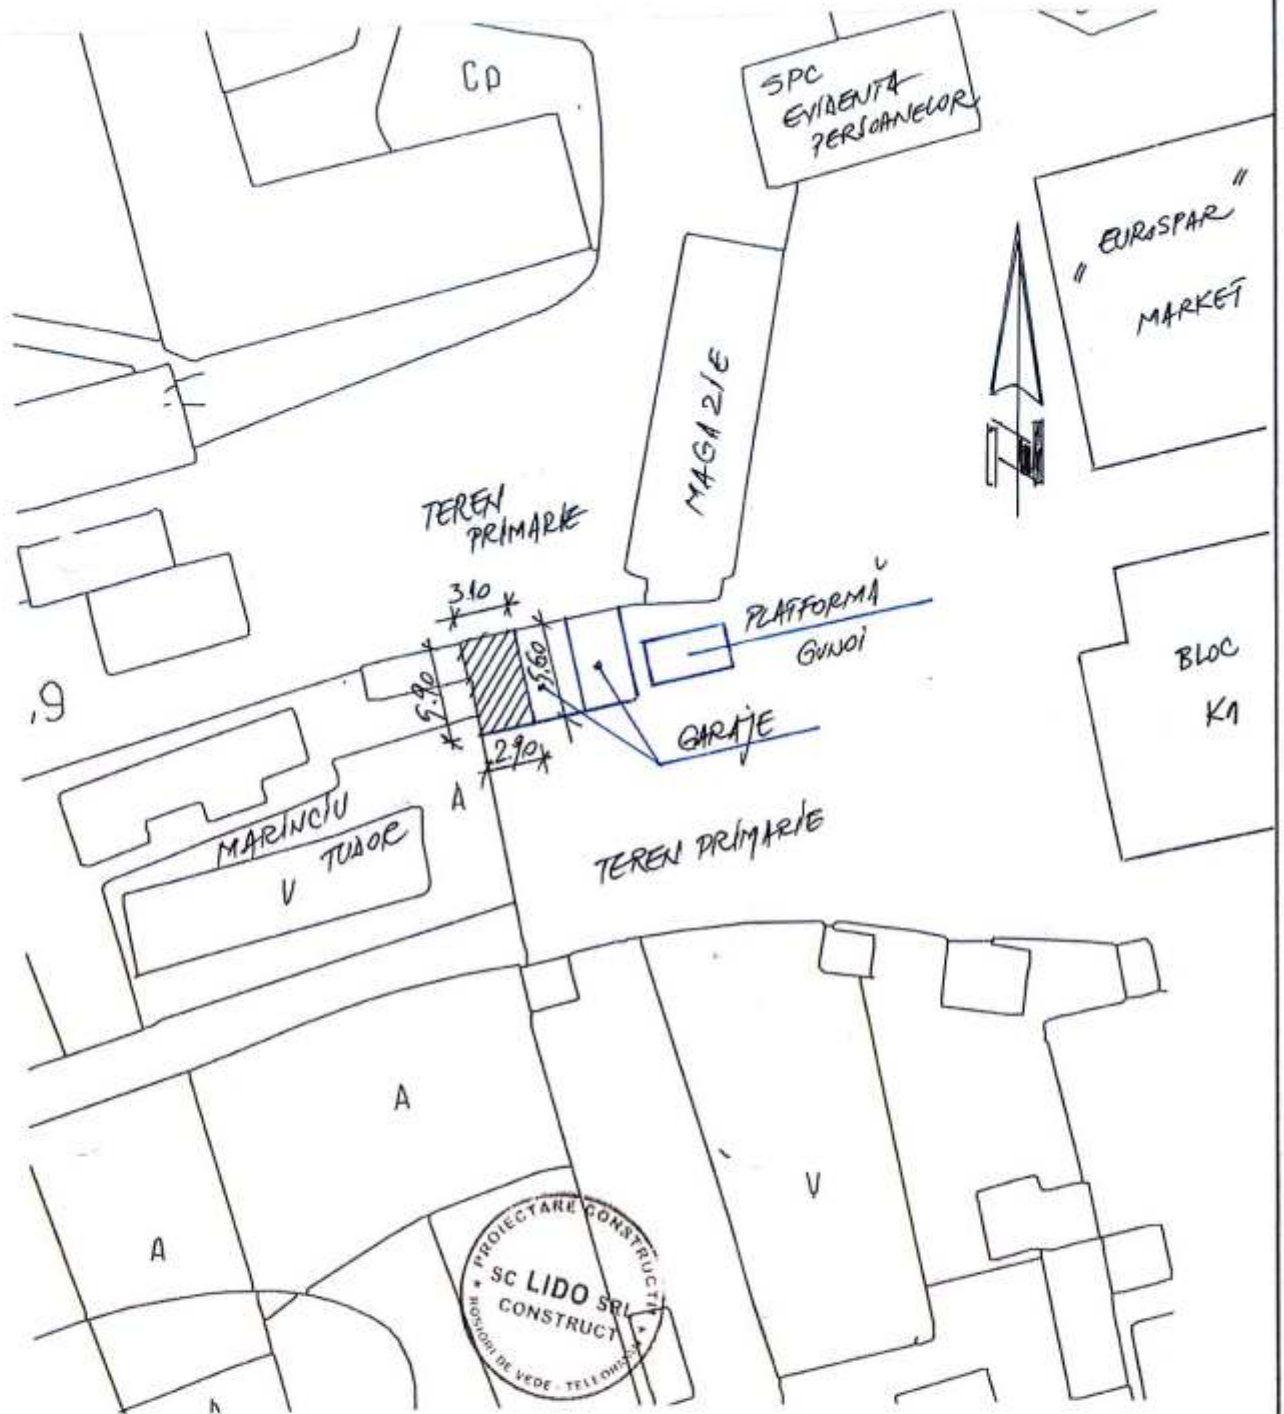 CD
SPC
EVIDENTA
PERSOANELOR
"EUROSPAR"
MARKET
MAGAZIE
N
TEREN
PRIMARIE
3.10
PLATFORMĂ
GUNOI
5.60
5.90
BLOC
K1
GARAJE
2.90
A
MARINCIU
TUDOR
V
TEREN PRIMARIE
A
V
A
PROIECTARE CONSTRUCTII
SC LIDO SRL
CONSTRUCT
ROSIORI DE VEDE - TELEORMAN
A